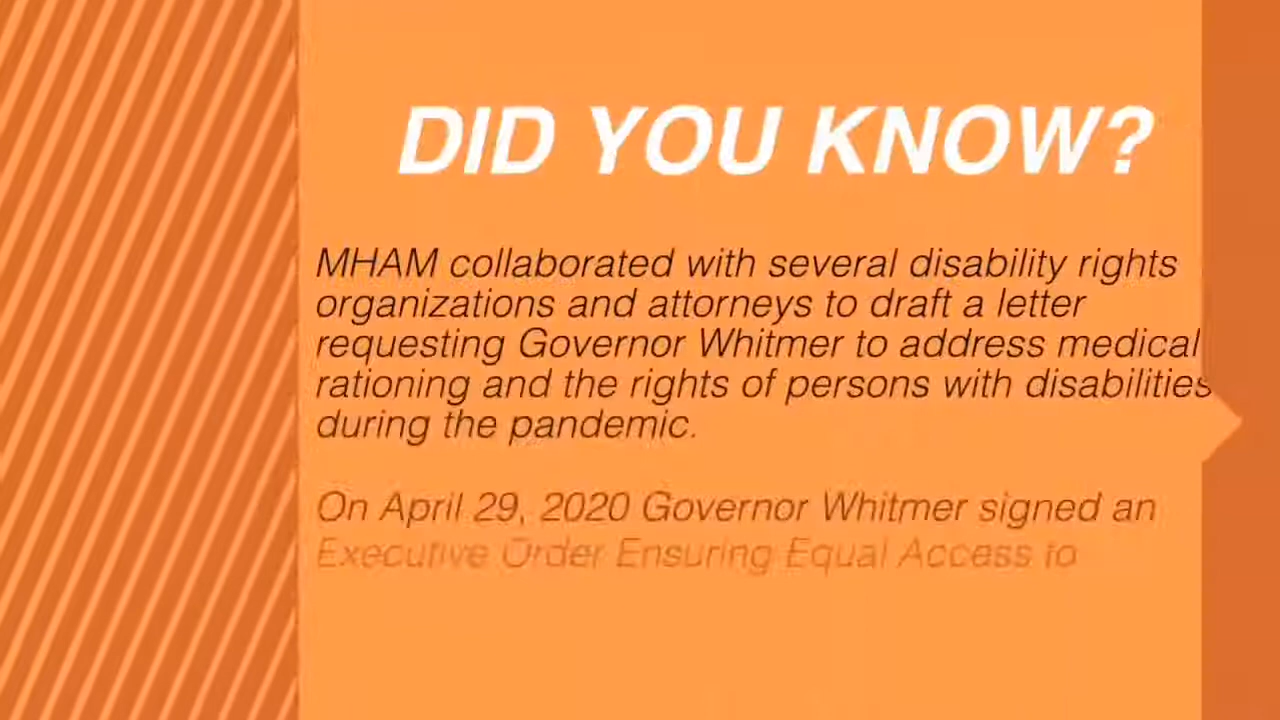 DID YOU KNOW?
MHAM collaborated with several disability rights
organizations and attorneys to draft a letter
requesting Governor Whitmer to address medical
rationing and the rights of persons with disabilities
during the pandemic.
On April 29, 2020 Governor Whitmer signed an
Executive Order Ensuring Equal Access to